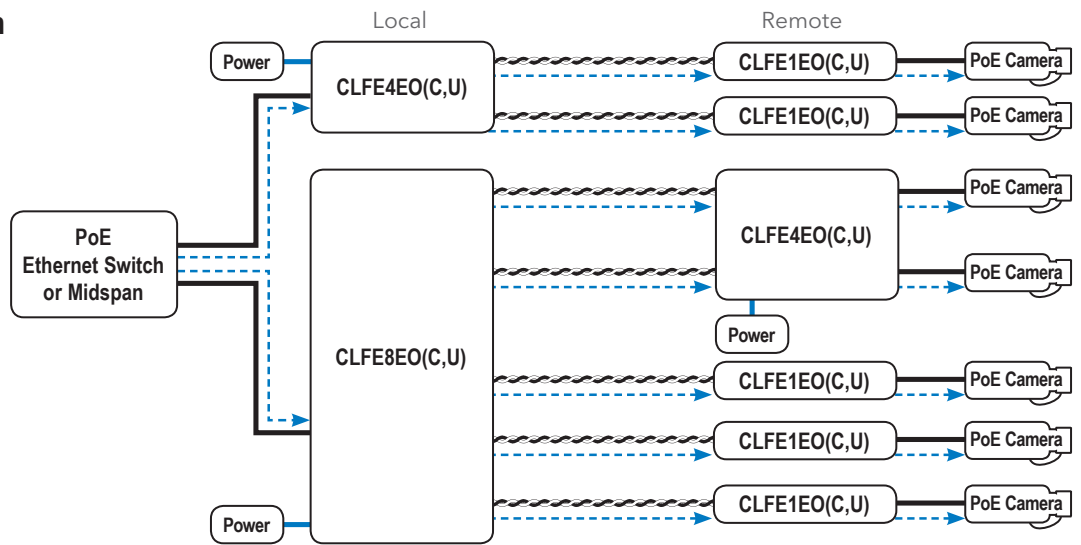 n
Local
Remote
Power
CLFE4EO(C,U)
CLFE1EO(C,U)
PoE Camera
CLFE1EO(C,U)
PoE Camera
PoE
Ethernet Switch
or Midspan
CLFE8EO(C,U)
Power
CLFE4EO(C,U)
Power
PoE Camera
PoE Camera
CLFE1EO(C,U)
PoE Camera
CLFE1EO(C,U)
PoE Camera
CLFE1EO(C,U)
PoE Camera